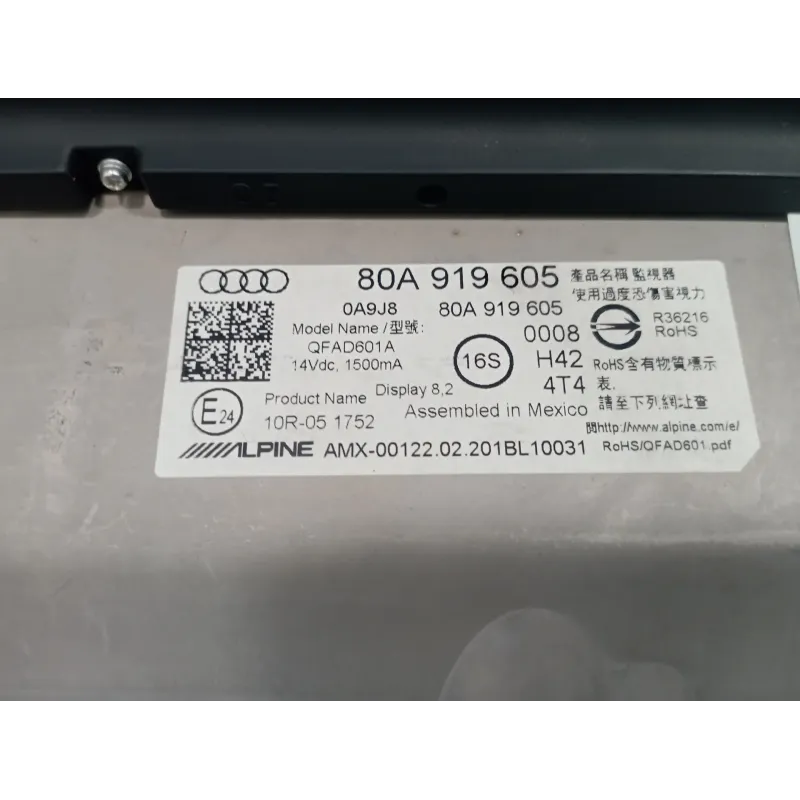 80A 919 605
產品名稱 監視器
使用過度恐傷害視力
0A9J8 80A 919 605
Model Name /型號:
QFAD601A
14Vdc, 1500mA
16S
0008
H42
4T4
R36216
RoHS
RoHS含有物質標示
表,
請至下列網址查
閱http://www.alpine.com/e/
RoHS/QFAD601.pdf
E24
Product Name Display 8,2
10R-05 1752
Assembled in Mexico
ALPINE AMX-00122.02.201BL10031